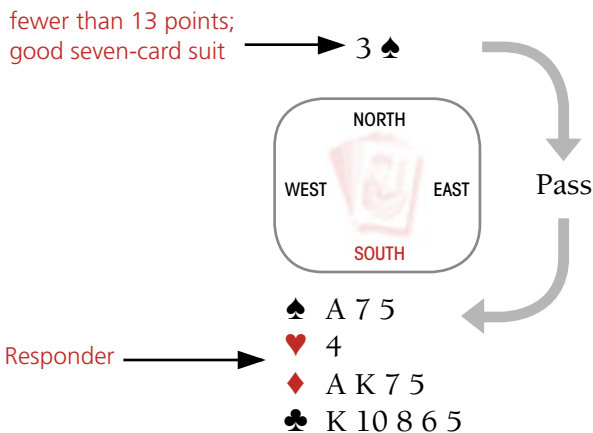 fewer than 13 points;
good seven-card suit
3 ♠
NORTH
WEST
EAST
Pass
SOUTH
♠ A 7 5
♥ 4
Responder
♦ A K 7 5
♣ K 10 8 6 5